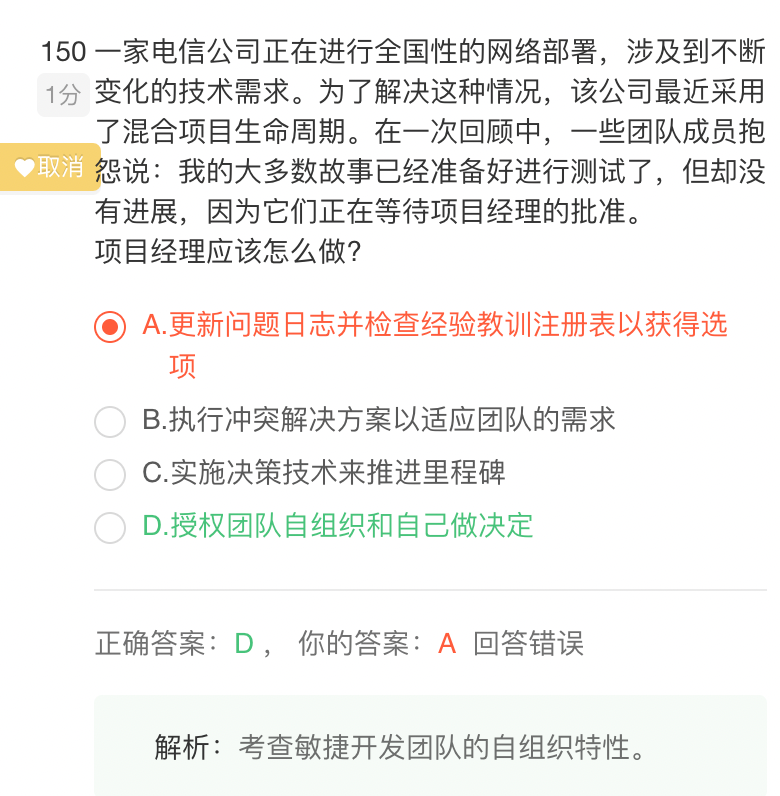 150 一家电信公司正在进行全国性的网络部署，涉及到不断
1分 变化的技术需求。为了解决这种情况，该公司最近采用
了混合项目生命周期。在一次回顾中，一些团队成员抱
取消 怨说：我的大多数故事已经准备好进行测试了，但却没
有进展，因为它们正在等待项目经理的批准。
项目经理应该怎么做?
A.更新问题日志并检查经验教训注册表以获得选
项
B.执行冲突解决方案以适应团队的需求
C.实施决策技术来推进里程碑
D.授权团队自组织和自己做决定
正确答案：D， 你的答案：A 回答错误
解析：考查敏捷开发团队的自组织特性。